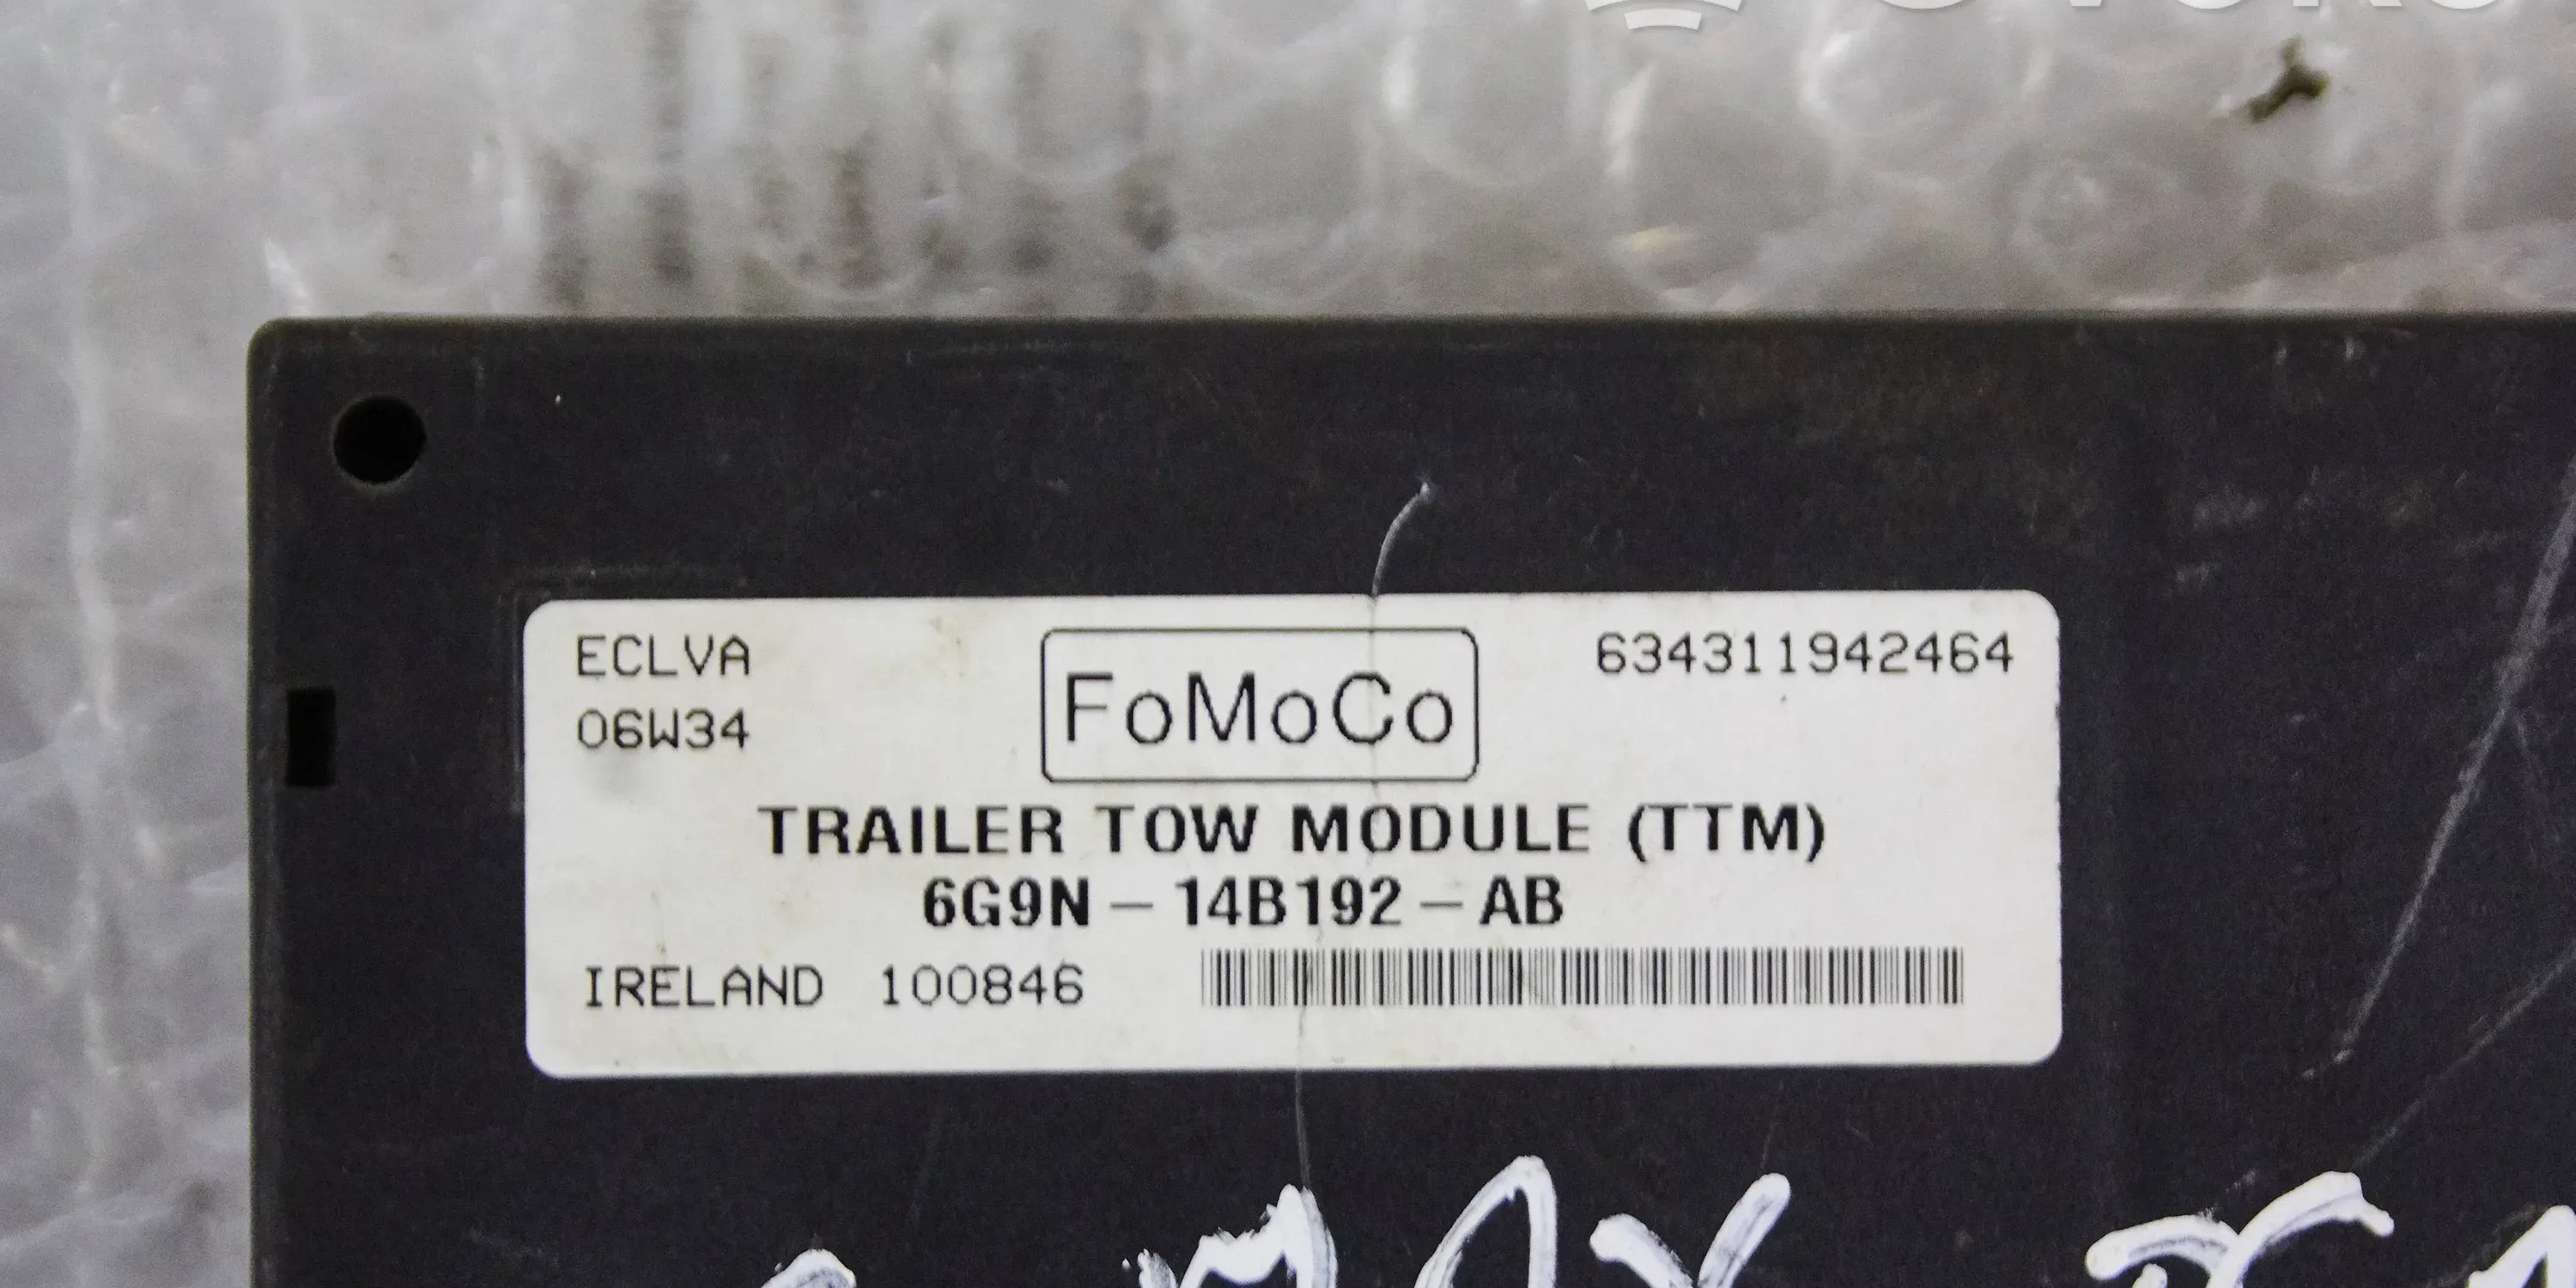 ECLVA
06W34
FoMoCo
634311942464
TRAILER TOW MODULE (TTM)
6G9N-14B192-AB
IRELAND 100846